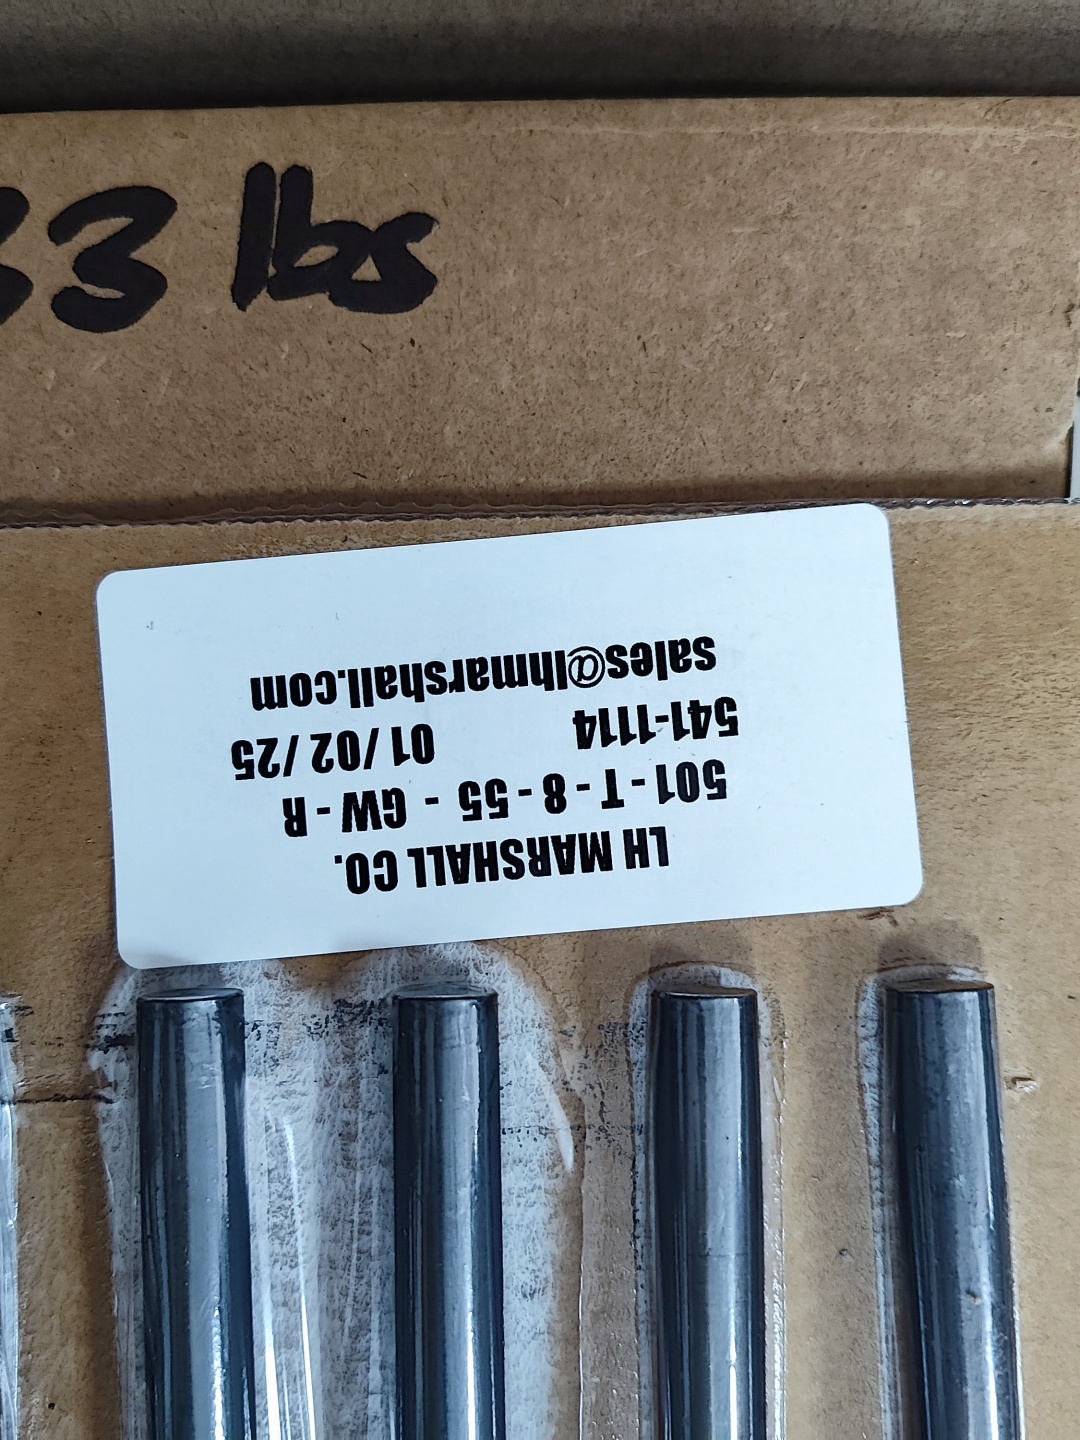 33 lbs
LH MARSHALL CO.
501 - T - 8 - 55 - GW - R
541-1114 01/02/25
sales@lhmarshall.com